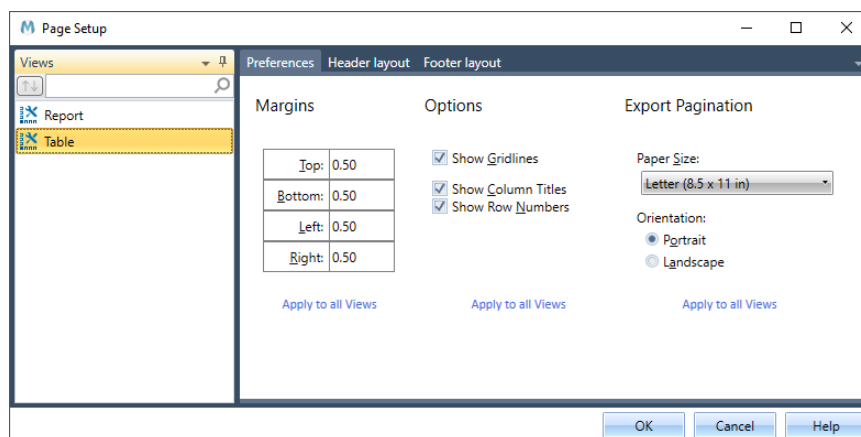 Page Setup
Views
Preferences Header layout Footer layout
Report
Table
Margins
Top: 0.50
Bottom: 0.50
Left: 0.50
Right: 0.50
Apply to all Views
Options
Show Gridlines
Show Column Titles
Show Row Numbers
Apply to all Views
Export Pagination
Paper Size:
Letter (8.5 x 11 in)
Orientation:
Portrait
Landscape
Apply to all Views
OK Cancel Help